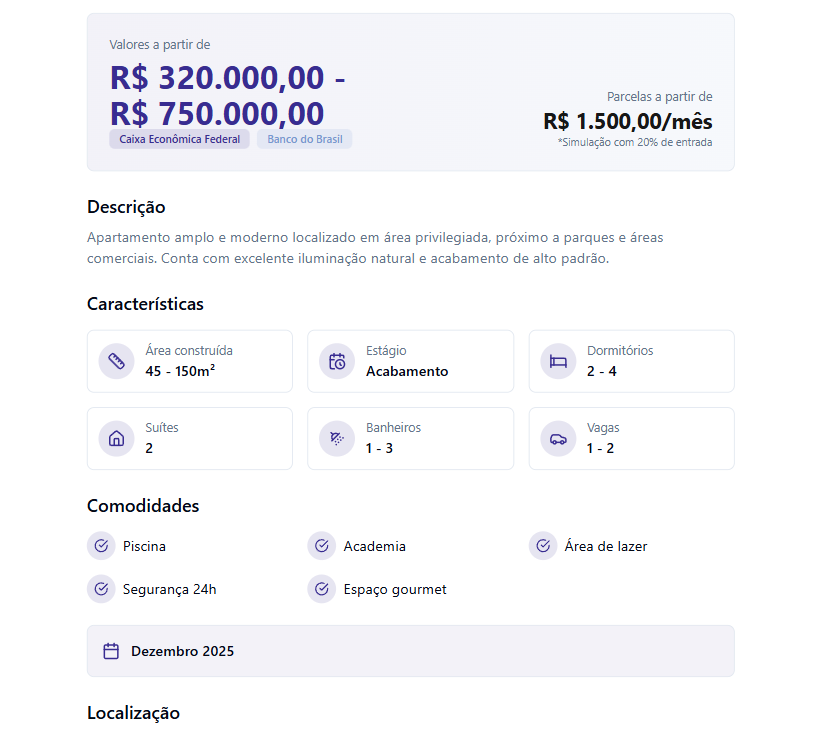 Valores a partir de
R$ 320.000,00 -
R$ 750.000,00
Caixa Econômica Federal
Banco do Brasil
Parcelas a partir de
R$ 1.500,00/mês
*Simulação com 20% de entrada
Descrição
Apartamento amplo e moderno localizado em área privilegiada, próximo a parques e áreas
comerciais. Conta com excelente iluminação natural e acabamento de alto padrão.
Características
Área construída
45 - 150m²
Estágio
Acabamento
Dormitórios
2 - 4
Suítes
2
Banheiros
1 - 3
Vagas
1 - 2
Comodidades
Piscina
Academia
Área de lazer
Segurança 24h
Espaço gourmet
Dezembro 2025
Localização